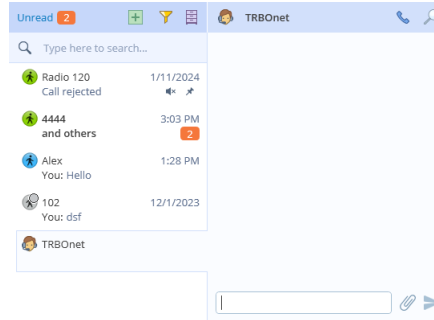 Unread 2
TRBOnet
Type here to search...
Radio 120 1/11/2024
Call rejected
4444 3:03 PM
and others 2
Alex 1:28 PM
You: Hello
102 12/1/2023
You: dsf
TRBOnet